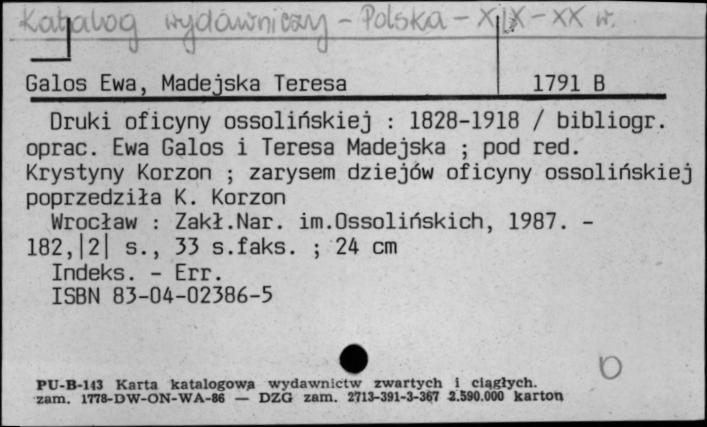 Katalog wydawniczy - Polska - XIX - XX w.
Galos Ewa, Madejska Teresa 1791 B
Druki oficyny ossolińskiej : 1828-1918 / bibliogr.
oprac. Ewa Galos i Teresa Madejska ; pod red.
Krystyny Korzon ; zarysem dziejów oficyny ossolińskiej
poprzedziła K. Korzon
Wrocław : Zakł.Nar. im.Ossolińskich, 1987. -
182,|2| s., 33 s.faks. ; 24 cm
Indeks. - Err.
ISBN 83-04-02386-5
PU-B-143 Karta katalogowa wydawnictw zwartych i ciągłych.
zam. 1778-DW-ON-WA-86 — DZG zam. 2713-391-3-367 2.590.000 karton